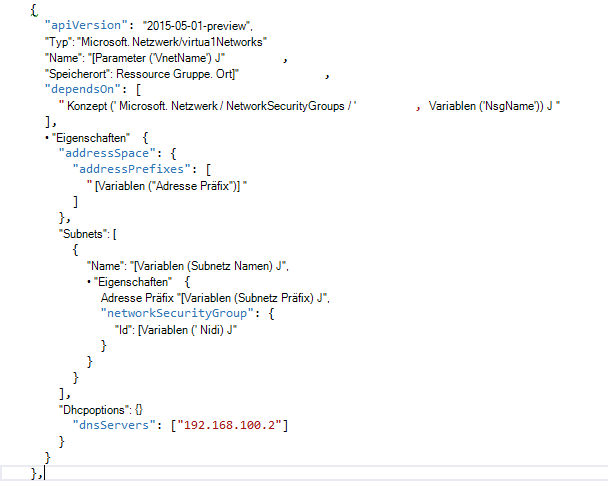 {
"apiVersion": "2015-05-01-preview",
"Typ": "Microsoft. Netzwerk/virtua1Networks"
"Name": "[Parameter ('VnetName') J" ,
"Speicherort": Ressource Gruppe. Ort]" ,
"dependsOn": [
" Konzept (' Microsoft. Netzwerk / NetworkSecurityGroups / ' , Variablen ('NsgName')) J "
],
• "Eigenschaften" {
"addressSpace": {
"addressPrefixes": [
" [Variablen ("Adresse Präfix")] "
]
},
"Subnets": [
{
"Name": "[Variablen (Subnetz Namen) J",
• "Eigenschaften" {
Adresse Präfix "[Variablen (Subnetz Präfix) J",
"networkSecurityGroup": {
"Id": [Variablen (' Nidi) J"
}
}
}
],
"Dhcpoptions": {}
"dnsServers": ["192.168.100.2"]
}
}
},